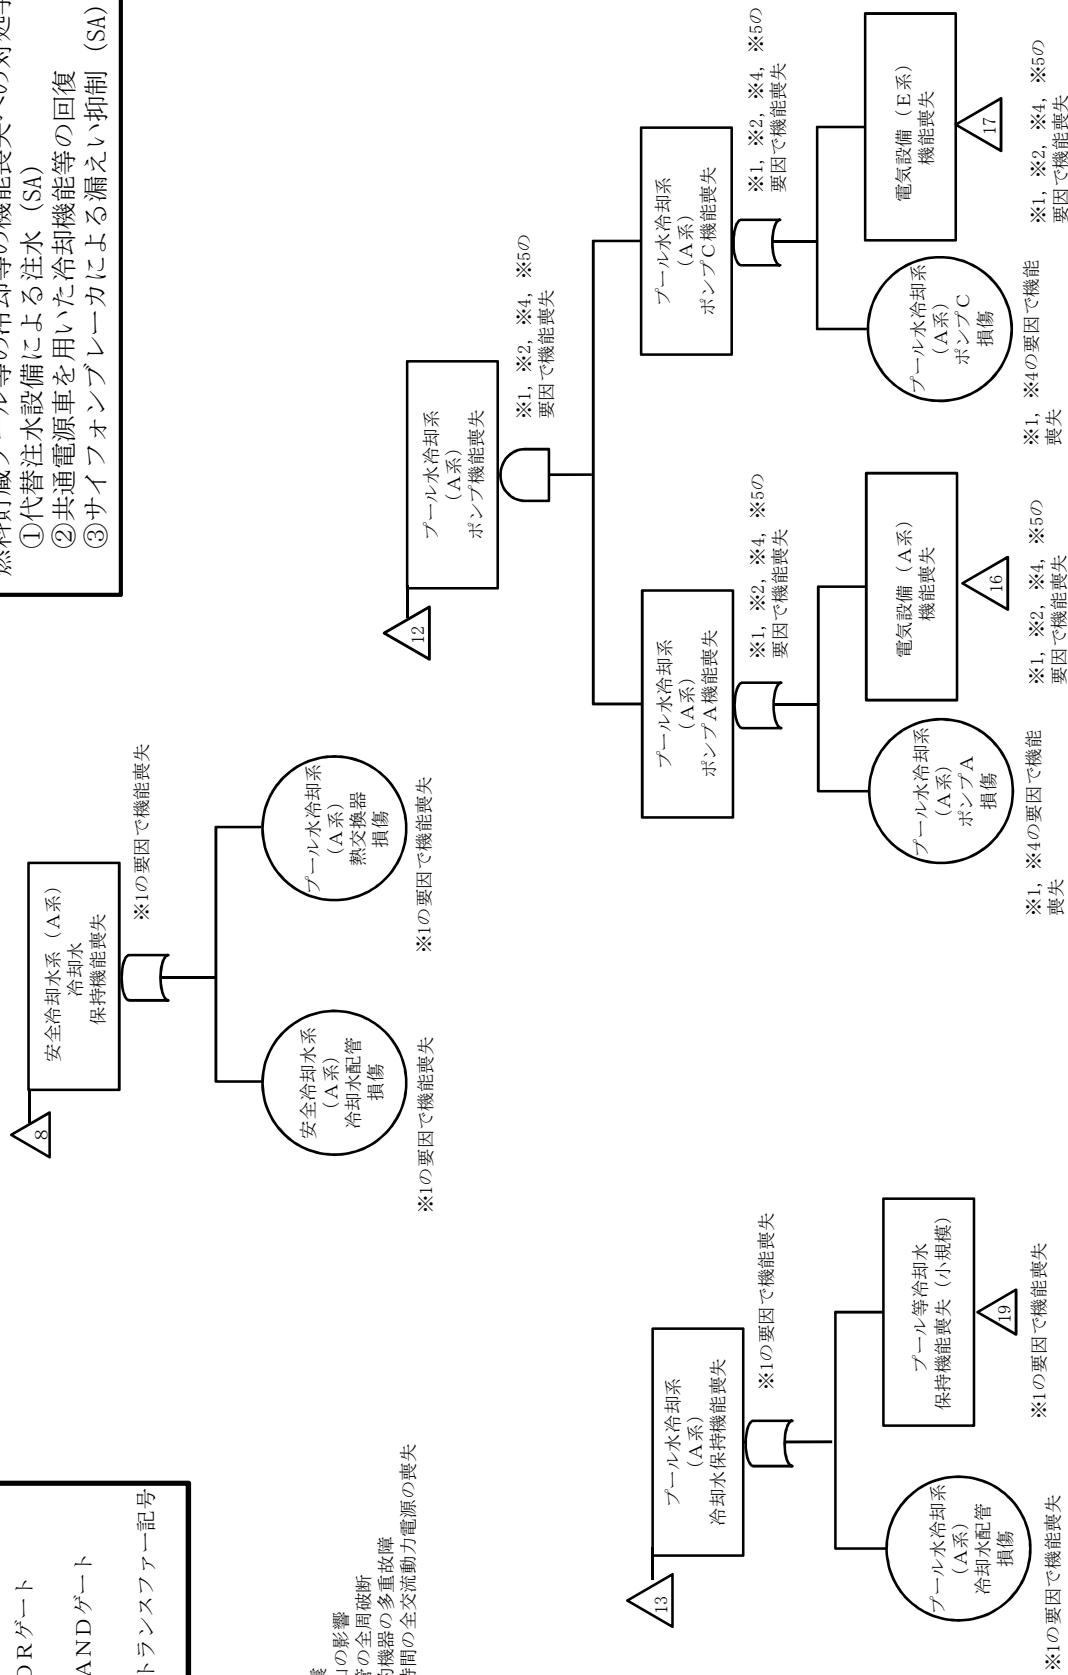 ORゲート
ANDゲート
トランスファー記号
の影響
管の全周破断
的機器の多重故障
時間の全交流動力電源の喪失
燃料貯蔵プール等の冷却等の機能喪失への対処手
①代替注水設備による注水（SA）
②共通電源車を用いた冷却機能等の回復
③サイフォンブレーカによる漏えい抑制（SA）
8
安全冷却水系（A系）
冷却水
保持機能喪失
※1の要因で機能喪失
安全冷却水系
（A系）
冷却水配管
損傷
※1の要因で機能喪失
プール水冷却系
（A系）
熱交換器
損傷
※1の要因で機能喪失
12
プール水冷却系
（A系）
ポンプ機能喪失
※1，※2，※4，※5の
要因で機能喪失
プール水冷却系
（A系）
ポンプA機能喪失
※1，※2，※4，※5の
要因で機能喪失
プール水冷却系
（A系）
ポンプA
損傷
※1，※4の要因で機能
喪失
電気設備（A系）
機能喪失
16
※1，※2，※4，※5の
要因で機能喪失
プール水冷却系
（A系）
ポンプC機能喪失
※1，※2，※4，※5の
要因で機能喪失
プール水冷却系
（A系）
ポンプC
損傷
※1，※4の要因で機能
喪失
電気設備（E系）
機能喪失
17
※1，※2，※4，※5の
要因で機能喪失
13
プール水冷却系
（A系）
冷却水保持機能喪失
※1の要因で機能喪失
プール水冷却系
（A系）
冷却水配管
損傷
※1の要因で機能喪失
プール等冷却水
保持機能喪失（小規模）
19
※1の要因で機能喪失